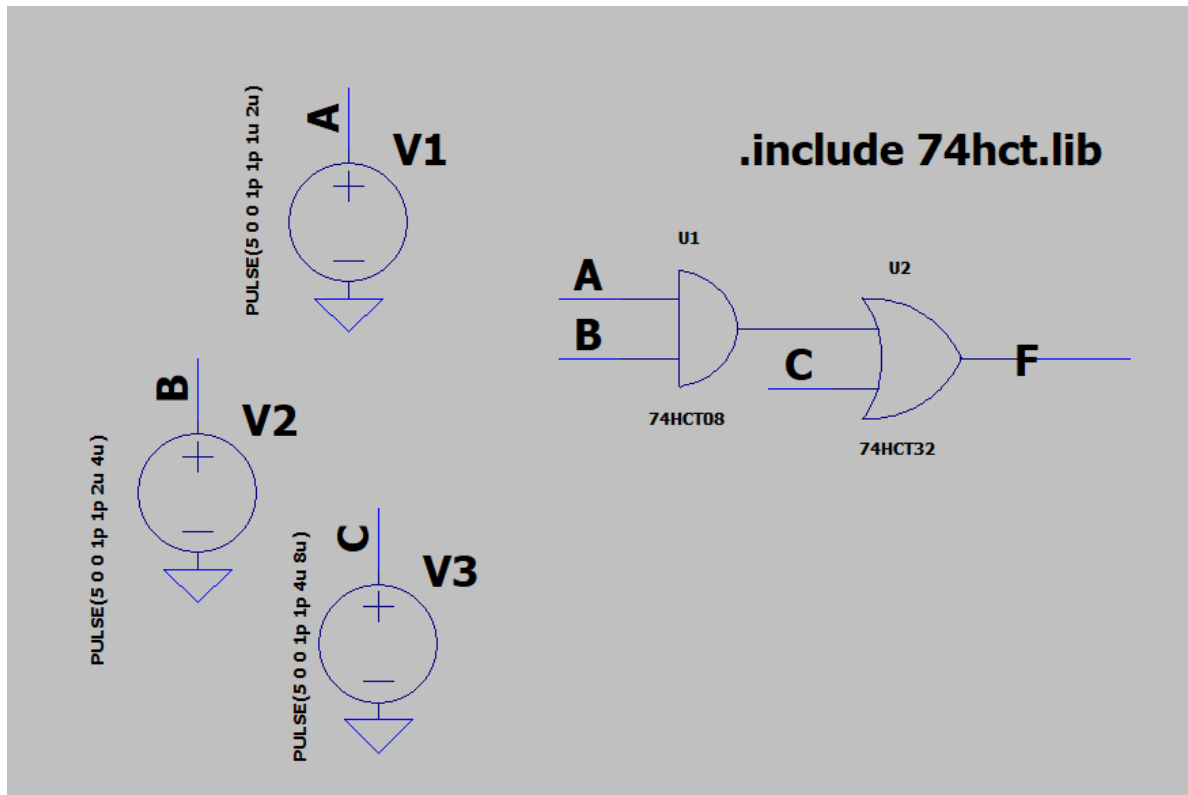 A
V1
PULSE(5 0 0 1p 1p 1u 2u)
.include 74hct.lib
U1
A
B
74HCT08
U2
C
F
74HCT32
B
V2
PULSE(5 0 0 1p 1p 2u 4u)
C
V3
PULSE(5 0 0 1p 1p 4u 8u)